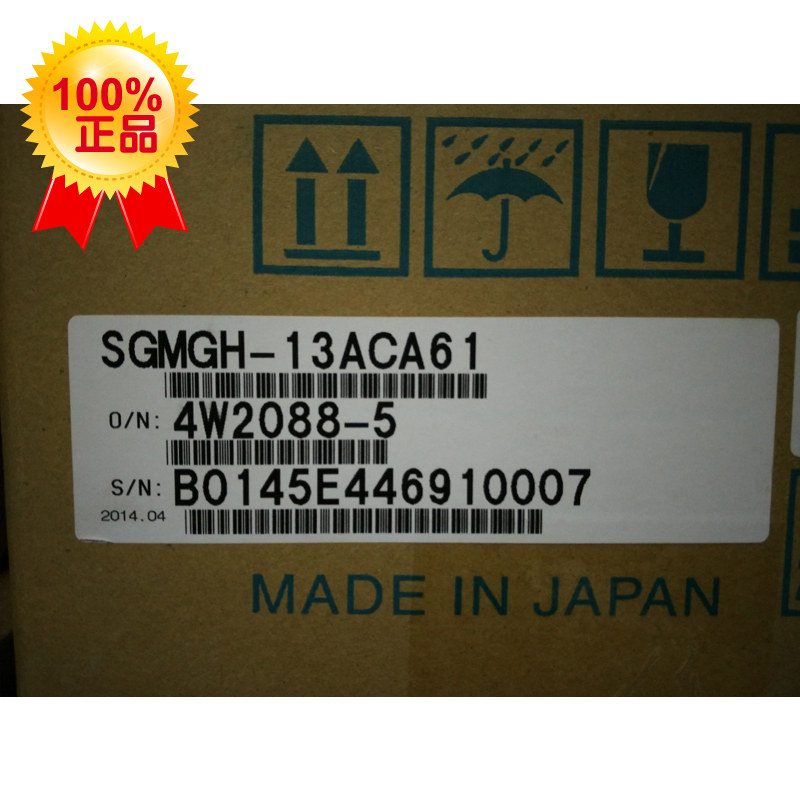 100%
正品
SGMGH-13ACA61
O/N: 4W2088-5
S/N: B0145E446910007
2014.04
MADE IN JAPAN